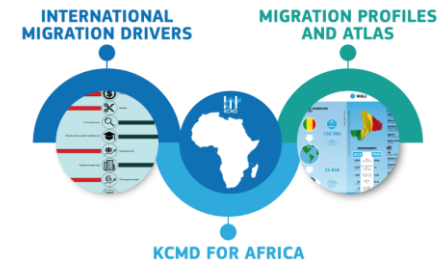 INTERNATIONAL
MIGRATION DRIVERS
MIGRATION PROFILES
AND ATLAS
KCMD
MALI
KCMD FOR AFRICA